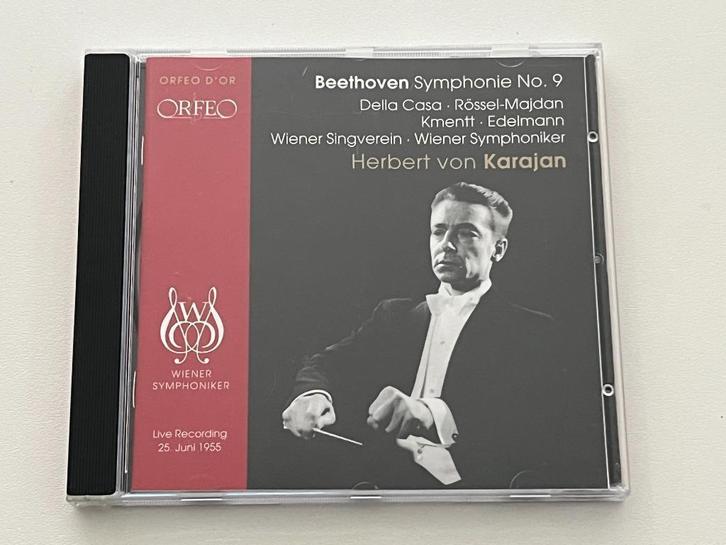 ORFEO D'OR
ORFEO
Beethoven Symphonie No. 9
Della Casa · Rössel-Majdan
Kmentt · Edelmann
Wiener Singverein · Wiener Symphoniker
Herbert von Karajan
WS
WIENER
SYMPHONIKER
Live Recording
25. Juni 1955